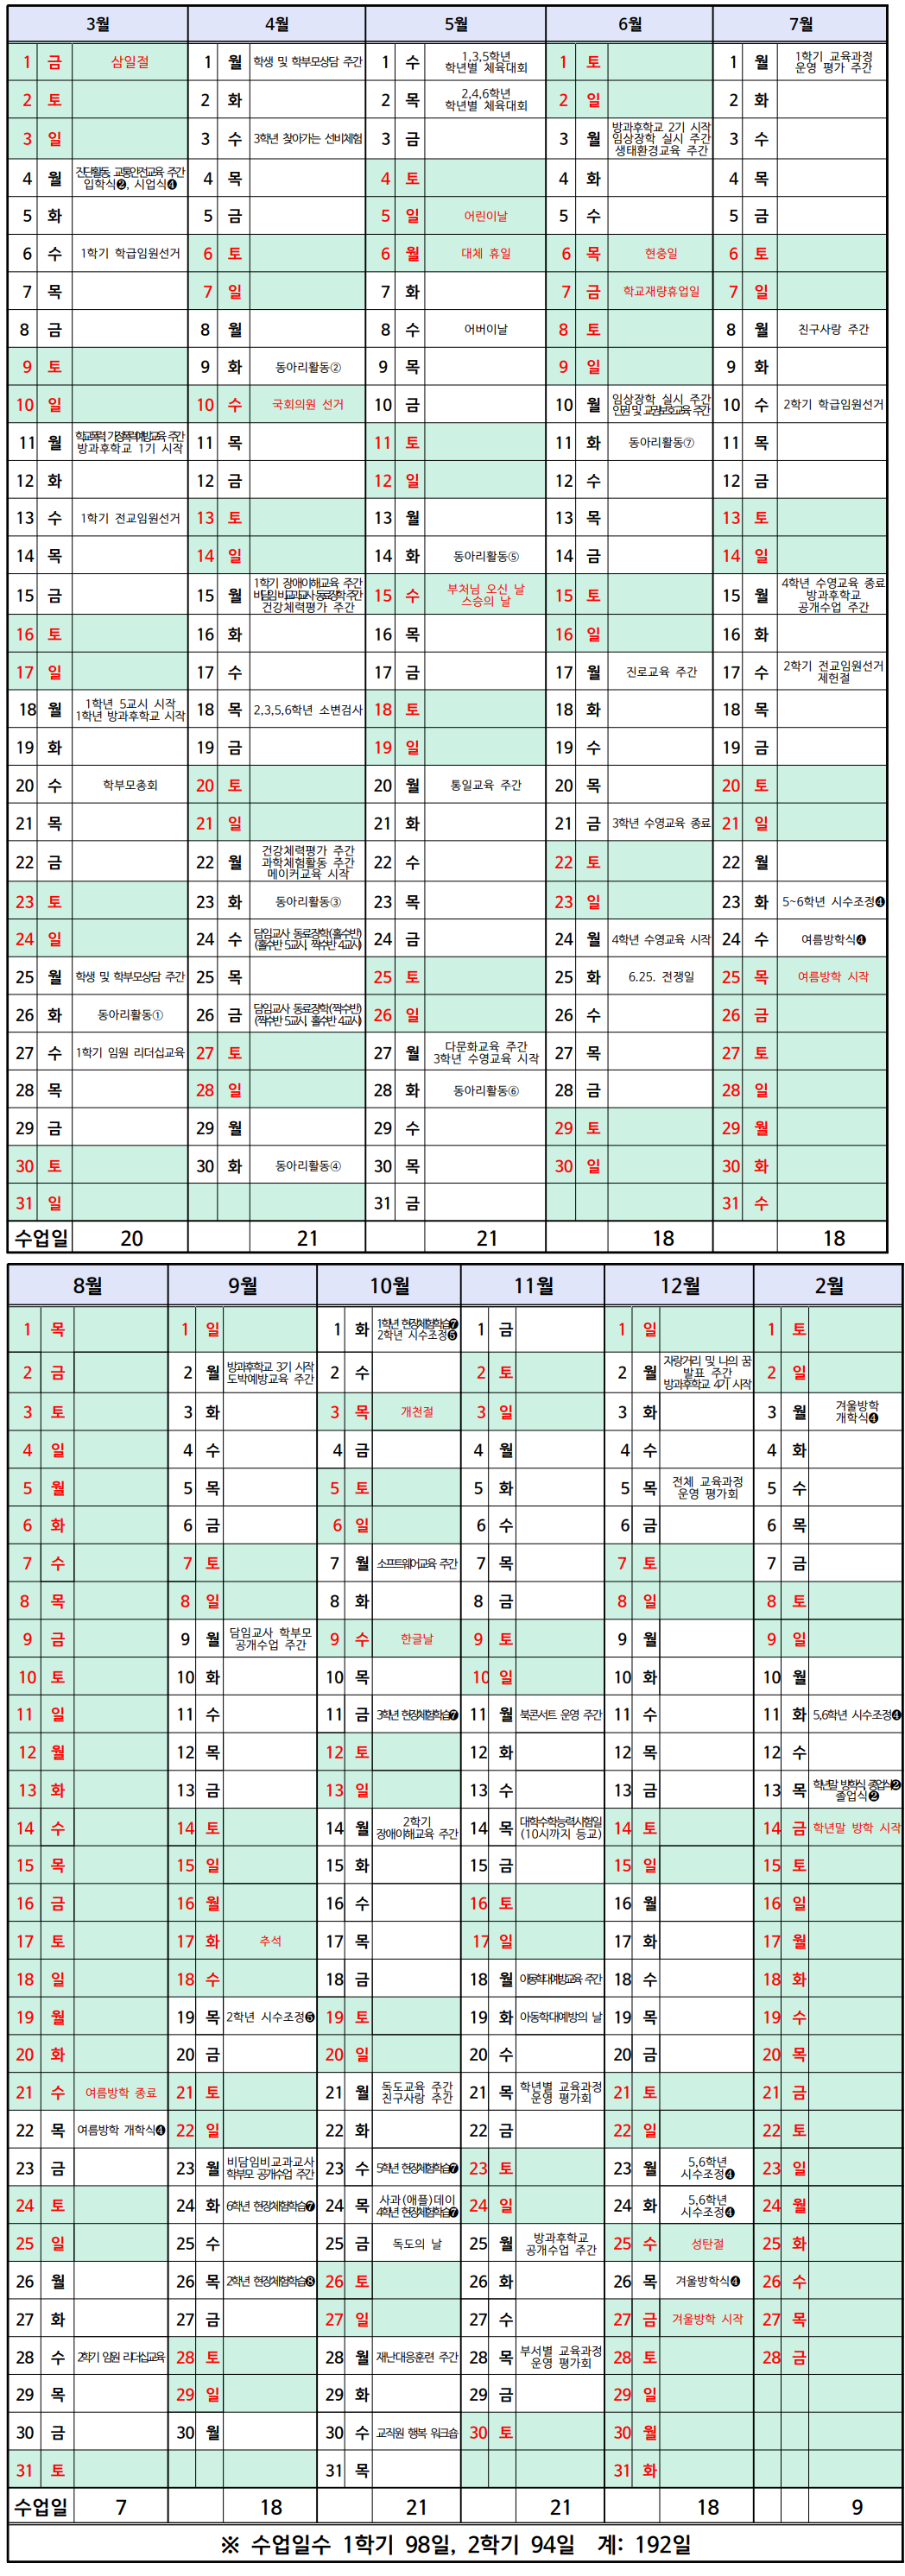 3월 4월 5월 6월 7월
1 금 삼일절 1 월 학생 및 학부모상담 주간 1 수 1,3,5학년 1 토 1 월 1학기 교육과정
학년별 체육대회 운영 평가 주간
2 토 2 화 2 목 2,4,6학년 2 일 2 화
학년별 체육대회
3 일 3 수 3학년 찾아가는 선비체험 3 금 3 월 방과후학교 2기 시작 3 수
임상장학 실시 주간
생태환경교육 주간
4 월 진단활동, 교통안전교육 주간 4 목 4 토 4 화 4 목
입학식❷, 시업식❹
5 화 5 금 5 일 어린이날 5 수 5 금
6 수 1학기 학급임원선거 6 토 6 월 대체 휴일 6 목 현충일 6 토
7 목 7 일 7 화 7 금 학교재량휴업일 7 일
8 금 8 월 8 수 어버이날 8 토 8 월 친구사랑 주간
9 토 9 화 동아리활동② 9 목 9 일 9 화
10 일 10 수 국회의원 선거 10 금 10 월 임상장학 실시 주간 10 수 2학기 학급임원선거
인권 및 교권보호교육 주간
11 월 학교폭력 가정폭력예방교육 주간 11 목 11 토 11 화 동아리활동⑦ 11 목
방과후학교 1기 시작
12 화 12 금 12 일 12 수 12 금
13 수 1학기 전교임원선거 13 토 13 월 13 목 13 토
14 목 14 일 14 화 동아리활동⑤ 14 금 14 일
15 금 15 월 1학기 장애이해교육 주간 15 수 부처님 오신 날 15 토 15 월 4학년 수영교육 종료
비담임·비교과교사 동료장학 주간 스승의 날 방과후학교
건강체력평가 주간 공개수업 주간
16 토 16 화 16 목 16 일 16 화
17 일 17 수 17 금 17 월 진로교육 주간 17 수 2학기 전교임원선거
제헌절
18 월 1학년 5교시 시작 18 목 2,3,5,6학년 소변검사 18 토 18 화 18 목
1학년 방과후학교 시작
19 화 19 금 19 일 19 수 19 금
20 수 학부모총회 20 토 20 월 통일교육 주간 20 목 20 토
21 목 21 일 21 화 21 금 3학년 수영교육 종료 21 일
22 금 22 월 건강체력평가 주간 22 수 22 토 22 월
과학체험활동 주간
메이커교육 시작
23 토 23 화 동아리활동③ 23 목 23 일 23 화 5~6학년 시수조정❹
24 일 24 수 담임교사 동료장학(홀수반) 24 금 24 월 4학년 수영교육 시작 24 수 여름방학식❹
(홀수반 5교시, 짝수반 4교시)
25 월 학생 및 학부모상담 주간 25 목 25 토 25 화 6.25. 전쟁일 25 목 여름방학 시작
26 화 동아리활동① 26 금 담임교사 동료장학(짝수반) 26 일 26 수 26 금
(짝수반 5교시, 홀수반 4교시)
27 수 1학기 임원 리더십교육 27 토 27 월 다문화교육 주간 27 목 27 토
3학년 수영교육 시작
28 목 28 일 28 화 동아리활동⑥ 28 금 28 일
29 금 29 월 29 수 29 토 29 월
30 토 30 화 동아리활동④ 30 목 30 일 30 화
31 일 31 금 31 수
수업일 20 21 21 18 18
8월 9월 10월 11월 12월 2월
1 목 1 일 1 화 1학년 현장체험학습❼ 1 금 1 일 1 토
2학년 시수조정❺
2 금 2 월 방과후학교 3기 시작 2 수 2 토 2 월 자랑거리 및 나의 꿈 2 일
도박예방교육 주간 발표 주간
방과후학교 4기 시작
3 토 3 화 3 목 개천절 3 일 3 화 3 월 겨울방학
개학식❹
4 일 4 수 4 금 4 월 4 수 4 화
5 월 5 목 5 토 5 화 5 목 전체 교육과정 5 수
운영 평가회
6 화 6 금 6 일 6 수 6 금 6 목
7 수 7 토 7 월 소프트웨어교육 주간 7 목 7 토 7 금
8 목 8 일 8 화 8 금 8 일 8 토
9 금 9 월 담임교사 학부모 9 수 한글날 9 토 9 월 9 일
공개수업 주간
10 토 10 화 10 목 10 일 10 화 10 월
11 일 11 수 11 금 3학년 현장체험학습❼ 11 월 북콘서트 운영 주간 11 수 11 화 5,6학년 시수조정❹
12 월 12 목 12 토 12 화 12 목 12 수
13 화 13 금 13 일 13 수 13 금 13 목 학년말 방학식, 종업식❷
졸업식❷
14 수 14 토 14 월 2학기 14 목 대학수학능력시험일 14 토 14 금 학년말 방학 시작
장애이해교육 주간 (10시까지 등교)
15 목 15 일 15 화 15 금 15 일 15 토
16 금 16 월 16 수 16 토 16 월 16 일
17 토 17 화 추석 17 목 17 일 17 화 17 월
18 일 18 수 18 금 18 월 아동학대예방교육 주간 18 수 18 화
19 월 19 목 2학년 시수조정❺ 19 토 19 화 아동학대예방의 날 19 목 19 수
20 화 20 금 20 일 20 수 20 금 20 목
21 수 여름방학 종료 21 토 21 월 독도교육 주간 21 목 학년별 교육과정 21 토 21 금
친구사랑 주간 운영 평가회
22 목 여름방학 개학식❹ 22 일 22 화 22 금 22 일 22 토
23 금 23 월 비담임비교과교사 23 수 5학년 현장체험학습❼ 23 토 23 월 5,6학년 23 일
학부모 공개수업 주간 시수조정❹
24 토 24 화 6학년 현장체험학습❼ 24 목 사과(애플)데이 24 일 24 화 5,6학년 24 월
4학년 현장체험학습❼ 시수조정❹
25 일 25 수 25 금 독도의 날 25 월 방과후학교 25 수 성탄절 25 화
공개수업 주간
26 월 26 목 2학년 현장체험학습❽ 26 토 26 화 26 목 겨울방학식❹ 26 수
27 화 27 금 27 일 27 수 27 금 겨울방학 시작 27 목
28 수 2학기 임원 리더십교육 28 토 28 월 재난대응훈련 주간 28 목 부서별 교육과정 28 토 28 금
운영 평가회
29 목 29 일 29 화 29 금 29 일
30 금 30 월 30 수 교직원 행복 워크숍 30 토 30 월
31 토 31 목 31 화
수업일 7 18 21 21 18 9
※ 수업일수 1학기 98일, 2학기 94일 계: 192일